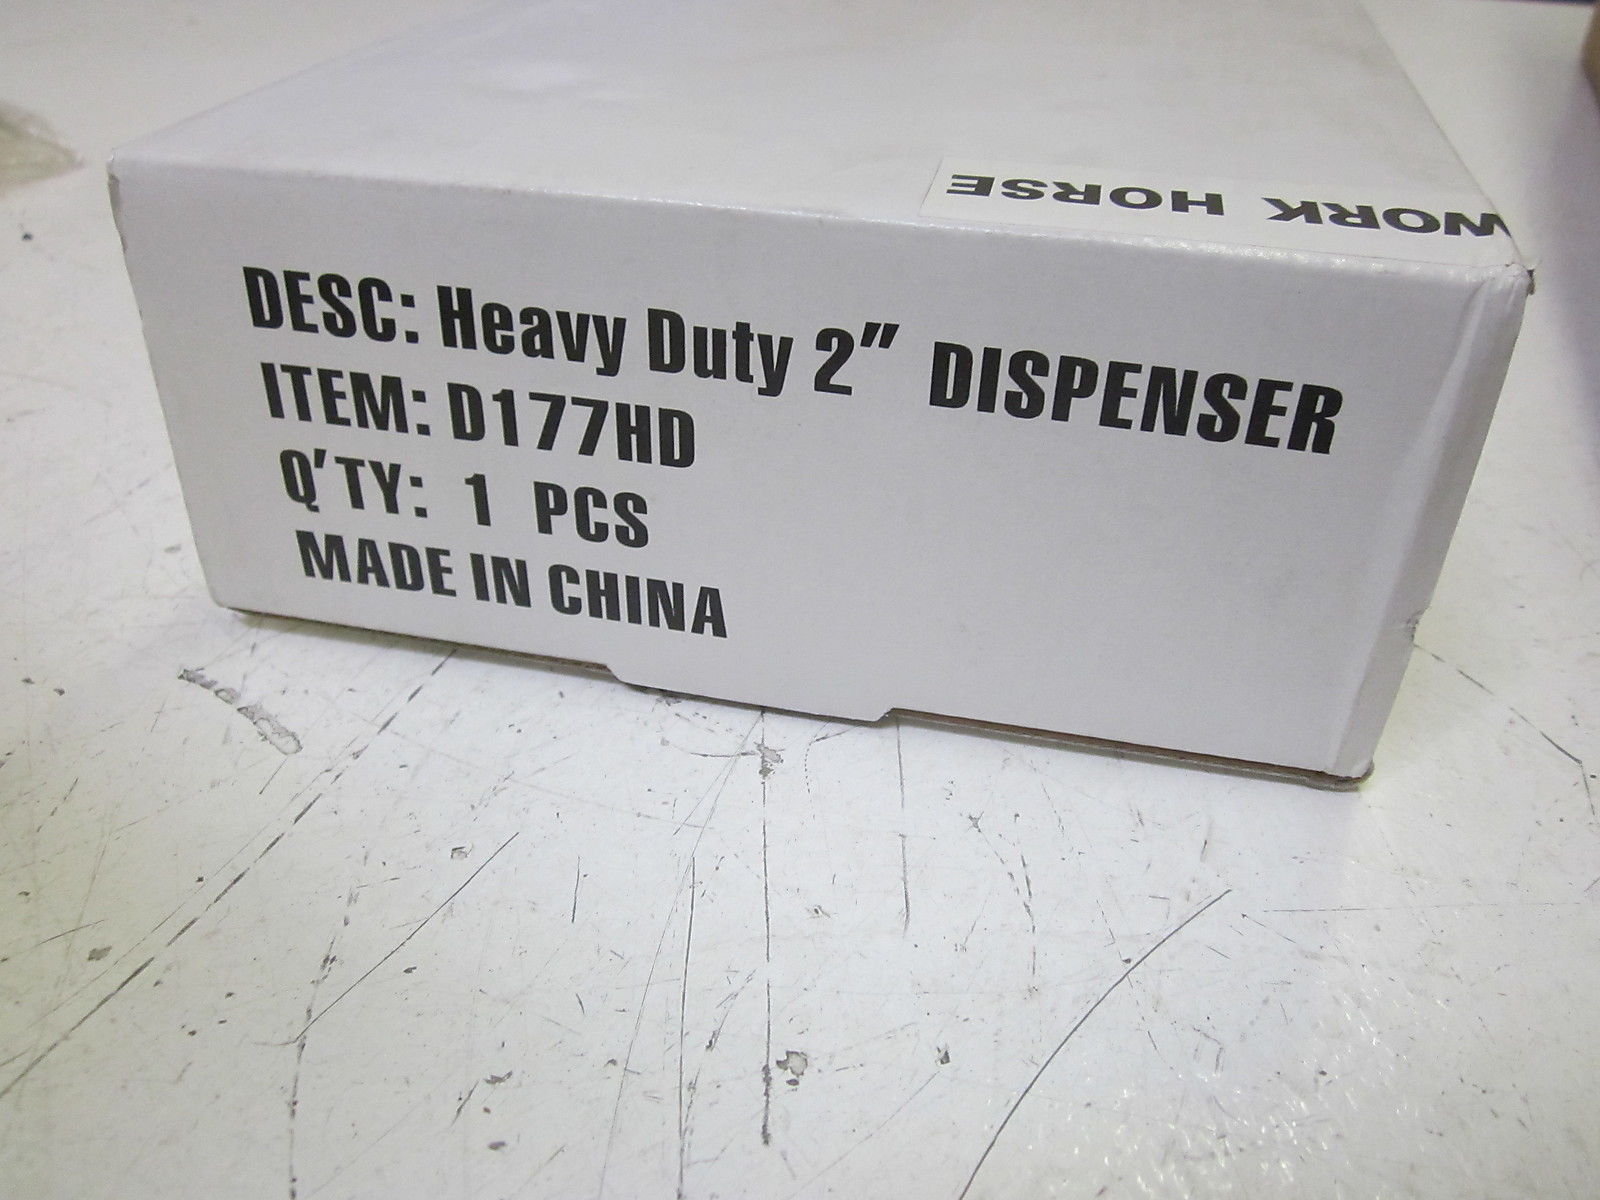 WORK HORSE
DESC: Heavy Duty 2" DISPENSER
ITEM: D177HD
Q'TY: 1 PCS
MADE IN CHINA